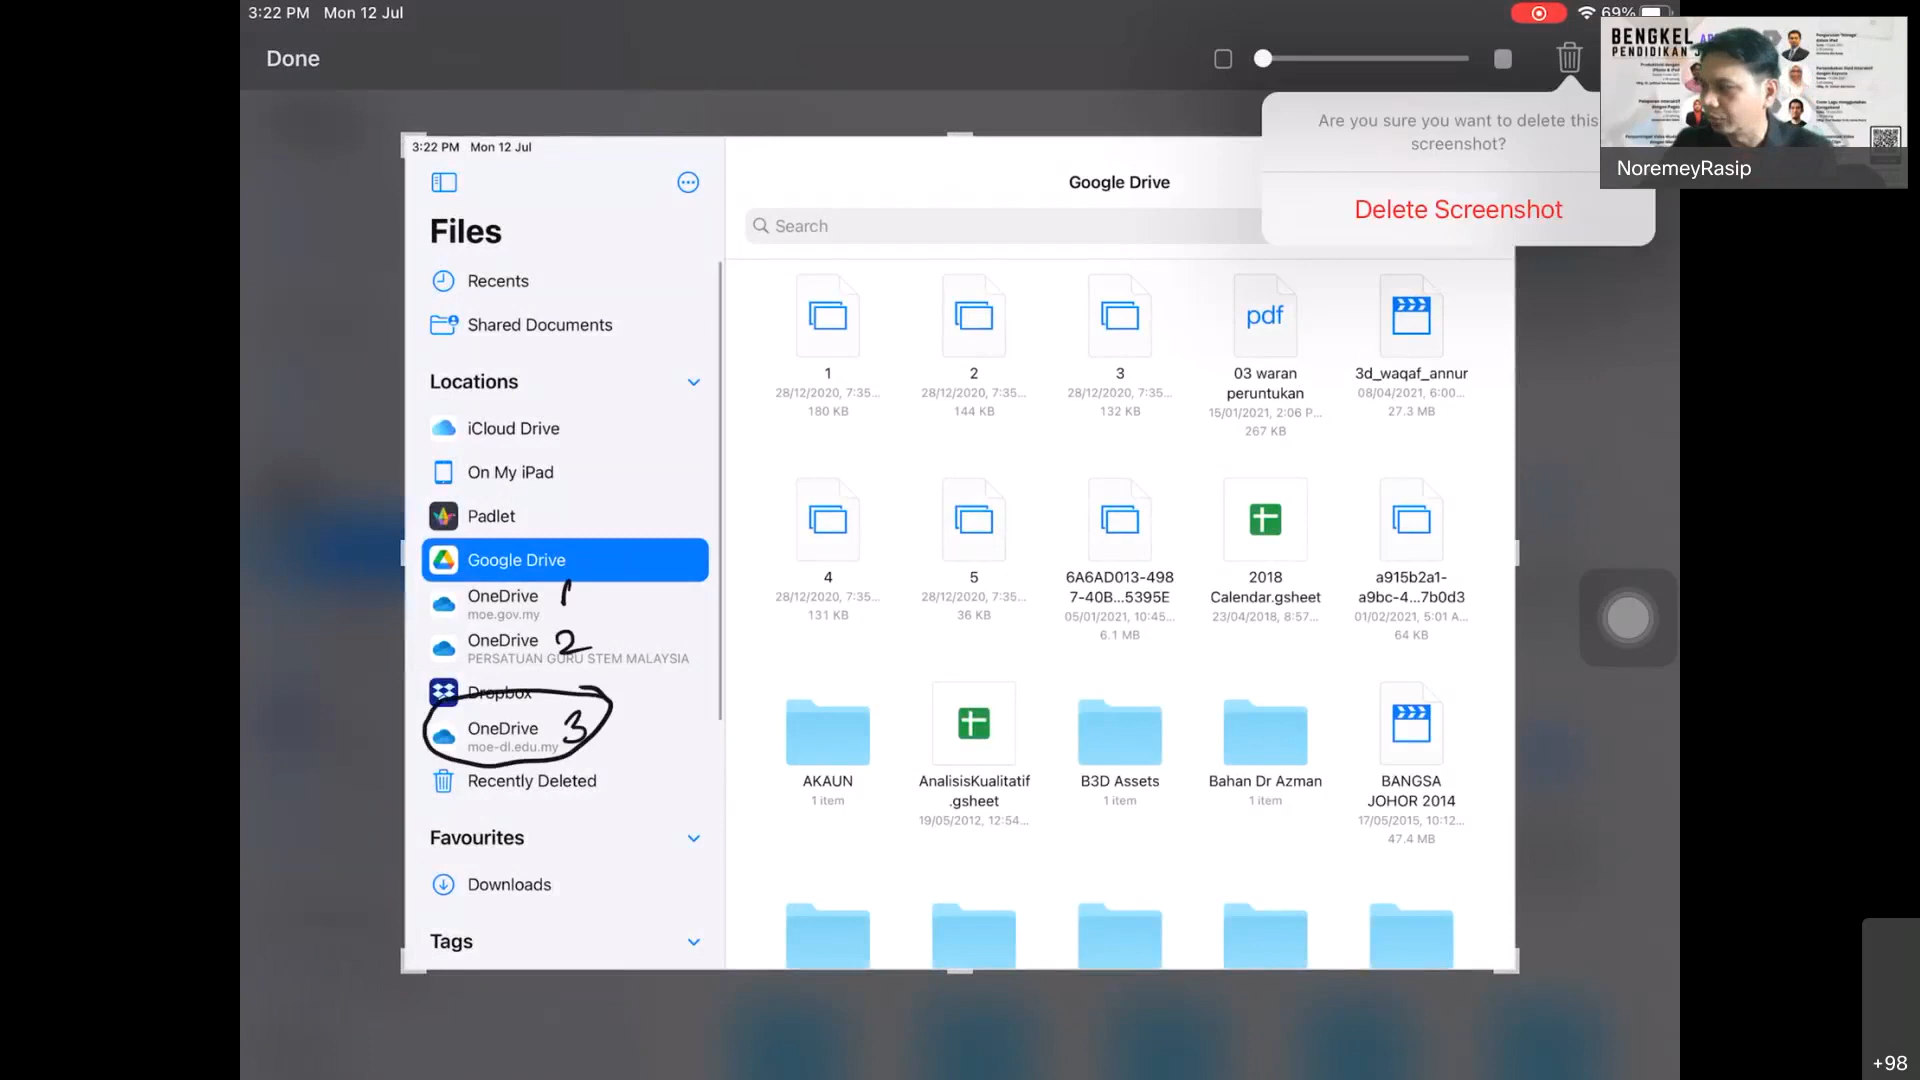 3:22 PM Mon 12 Jul
69%
Done
Are you sure you want to delete this
screenshot?
Delete Screenshot
BENGKEL
PENDIDIKAN
NoremeyRasip
3:22 PM Mon 12 Jul
Files
Recents
Shared Documents
Locations
iCloud Drive
On My iPad
Padlet
Google Drive
OneDrive 1
moe.gov.my
OneDrive 2
PERSATUAN GURU STEM MALAYSIA
Dropbox
OneDrive 3
moe-dl.edu.my
Recently Deleted
Favourites
Downloads
Tags
Google Drive
Search
1
28/12/2020, 7:35...
180 KB
2
28/12/2020, 7:35...
144 KB
3
28/12/2020, 7:35...
132 KB
pdf
03 waran
peruntukan
15/01/2021, 2:06 P...
267 KB
3d_waqaf_annur
08/04/2021, 6:00...
27.3 MB
4
28/12/2020, 7:35...
131 KB
5
28/12/2020, 7:35...
36 KB
6A6AD013-498
7-40B...5395E
05/01/2021, 10:45...
6.1 MB
2018
Calendar.gsheet
23/04/2018, 8:57...
a915b2a1-
a9bc-4...7b0d3
01/02/2021, 5:01 A...
64 KB
AKAUN
1 item
AnalisisKualitatif
.gsheet
19/05/2012, 12:54...
B3D Assets
1 item
Bahan Dr Azman
1 item
BANGSA
JOHOR 2014
17/05/2015, 10:12...
47.4 MB
+98